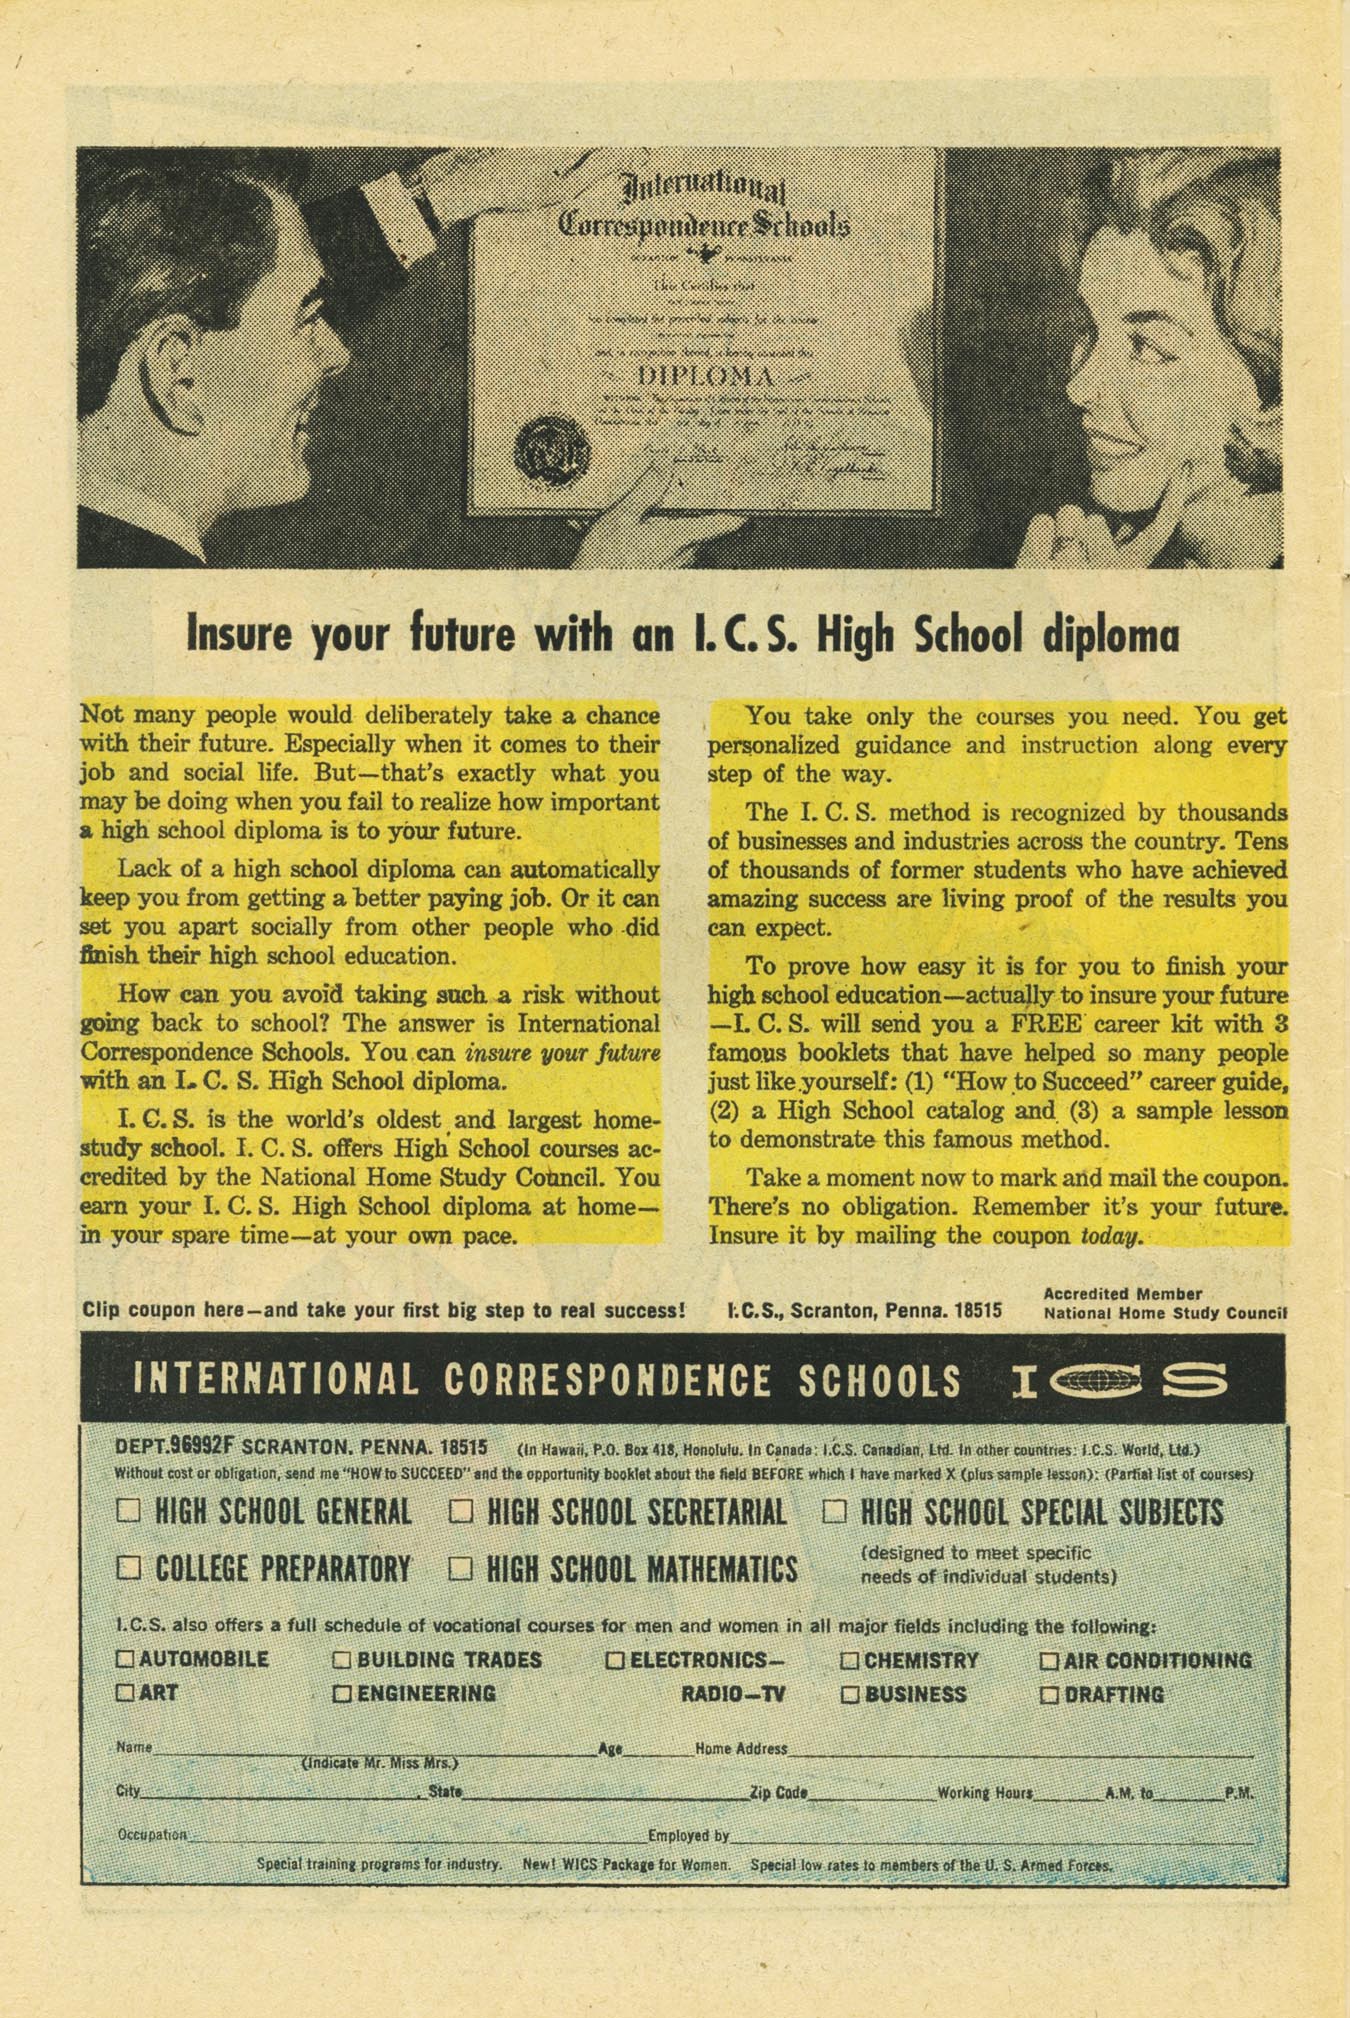 International
Correspondence Schools
SCRANTON PENNSYLVANIA
This Certifies that
has completed the prescribed subjects for the course
and, in recognition thereof, is hereby awarded this
DIPLOMA
Insure your future with an I. C. S. High School diploma
Not many people would deliberately take a chance
with their future. Especially when it comes to their
job and social life. But—that's exactly what you
may be doing when you fail to realize how important
a high school diploma is to your future.
Lack of a high school diploma can automatically
keep you from getting a better paying job. Or it can
set you apart socially from other people who did
finish their high school education.
How can you avoid taking such a risk without
going back to school? The answer is International
Correspondence Schools. You can insure your future
with an I. C. S. High School diploma.
I. C. S. is the world's oldest and largest home-
study school. I. C. S. offers High School courses ac-
credited by the National Home Study Council. You
earn your I. C. S. High School diploma at home—
in your spare time—at your own pace.
You take only the courses you need. You get
personalized guidance and instruction along every
step of the way.
The I. C. S. method is recognized by thousands
of businesses and industries across the country. Tens
of thousands of former students who have achieved
amazing success are living proof of the results you
can expect.
To prove how easy it is for you to finish your
high school education—actually to insure your future
—I. C. S. will send you a FREE career kit with 3
famous booklets that have helped so many people
just like yourself: (1) "How to Succeed" career guide,
(2) a High School catalog and (3) a sample lesson
to demonstrate this famous method.
Take a moment now to mark and mail the coupon.
There's no obligation. Remember it's your future.
Insure it by mailing the coupon today.
Clip coupon here—and take your first big step to real success!
I.C.S., Scranton, Penna. 18515
Accredited Member
National Home Study Council
INTERNATIONAL CORRESPONDENCE SCHOOLS ICS
DEPT.96992F SCRANTON, PENNA. 18515 (In Hawaii, P.O. Box 418, Honolulu. In Canada: I.C.S. Canadian, Ltd. In other countries: I.C.S. World, Ltd.)
Without cost or obligation, send me "HOW to SUCCEED" and the opportunity booklet about the field BEFORE which I have marked X (plus sample lesson): (Partial list of courses)
☐ HIGH SCHOOL GENERAL ☐ HIGH SCHOOL SECRETARIAL ☐ HIGH SCHOOL SPECIAL SUBJECTS
☐ COLLEGE PREPARATORY ☐ HIGH SCHOOL MATHEMATICS
(designed to meet specific
needs of individual students)
I.C.S. also offers a full schedule of vocational courses for men and women in all major fields including the following:
☐ AUTOMOBILE ☐ BUILDING TRADES ☐ ELECTRONICS— ☐ CHEMISTRY ☐ AIR CONDITIONING
☐ ART ☐ ENGINEERING RADIO—TV ☐ BUSINESS ☐ DRAFTING
Name Age Home Address
(Indicate Mr. Miss Mrs.)
City State Zip Code Working Hours A.M. to P.M.
Occupation Employed by
Special training programs for industry. New! WICS Package for Women. Special low rates to members of the U. S. Armed Forces.